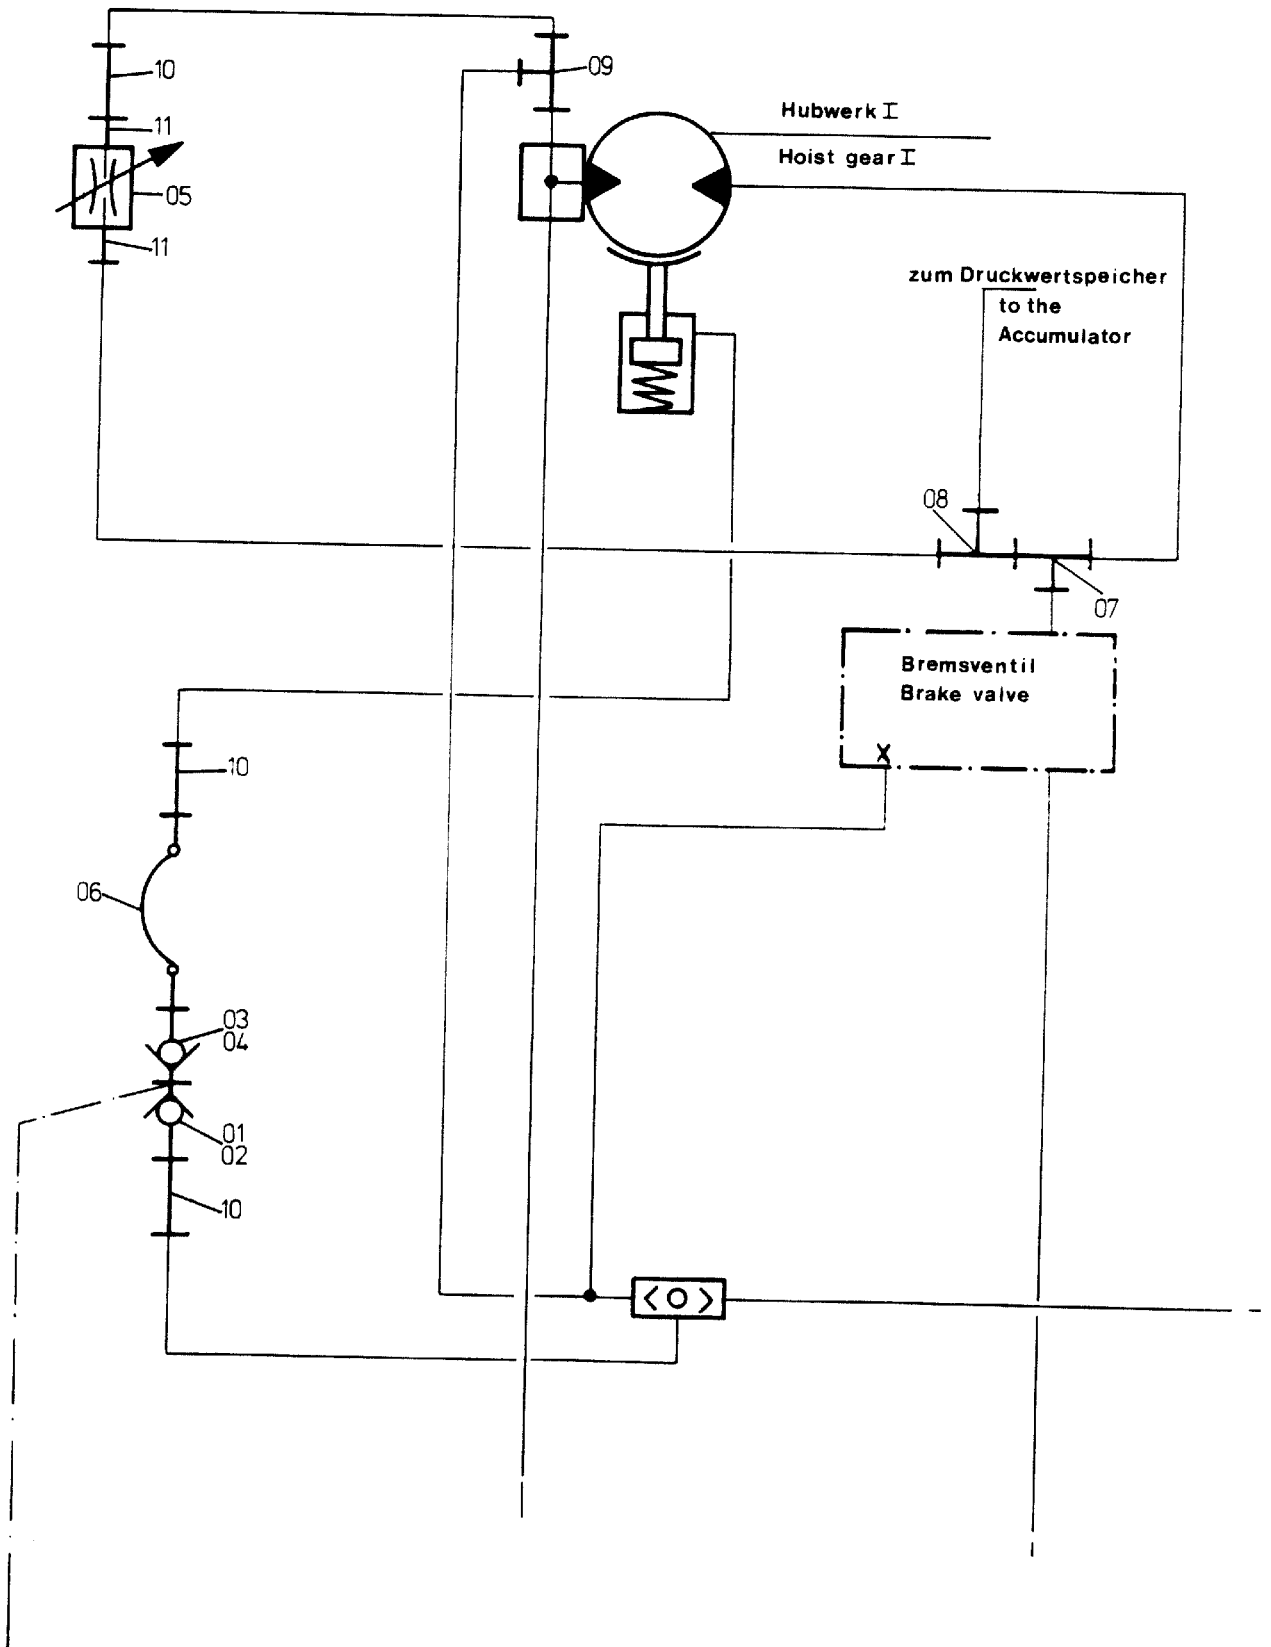 10
09
11
05
11
Hubwerk I
Hoist gear I
zum Druckwertspeicher
to the
Accumulator
08
07
Bremsventil
Brake valve
X
10
06
03
04
01
02
10